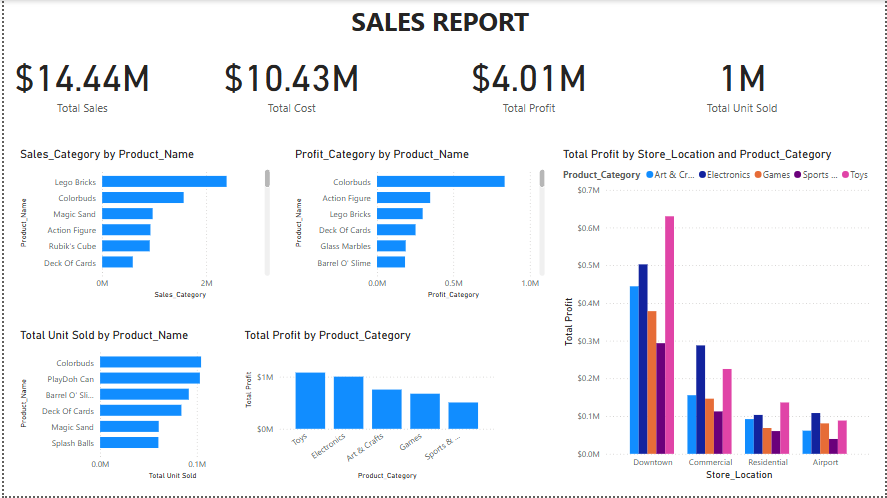 SALES REPORT
$14.44M
Total Sales
$10.43M
Total Cost
$4.01M
Total Profit
1M
Total Unit Sold
Sales_Category by Product_Name
Product_Name
Lego Bricks
Colorbuds
Magic Sand
Action Figure
Rubik's Cube
Deck Of Cards
0M
2M
Sales_Category
Profit_Category by Product_Name
Product_Name
Colorbuds
Action Figure
Lego Bricks
Deck Of Cards
Glass Marbles
Barrel O' Slime
0.0M
0.5M
1.0M
Profit_Category
Total Profit by Store_Location and Product_Category
Product_Category
Art & Cr...
Electronics
Games
Sports ...
Toys
Total Profit
$0.7M
$0.6M
$0.5M
$0.4M
$0.3M
$0.2M
$0.1M
$0.0M
Downtown
Commercial
Residential
Airport
Store_Location
Total Unit Sold by Product_Name
Product_Name
Colorbuds
PlayDoh Can
Barrel O' Sli...
Deck Of Cards
Magic Sand
Splash Balls
0.0M
0.1M
Total Unit Sold
Total Profit by Product_Category
Total Profit
$1M
$0M
Toys
Electronics
Art & Crafts
Games
Sports & ...
Product_Category